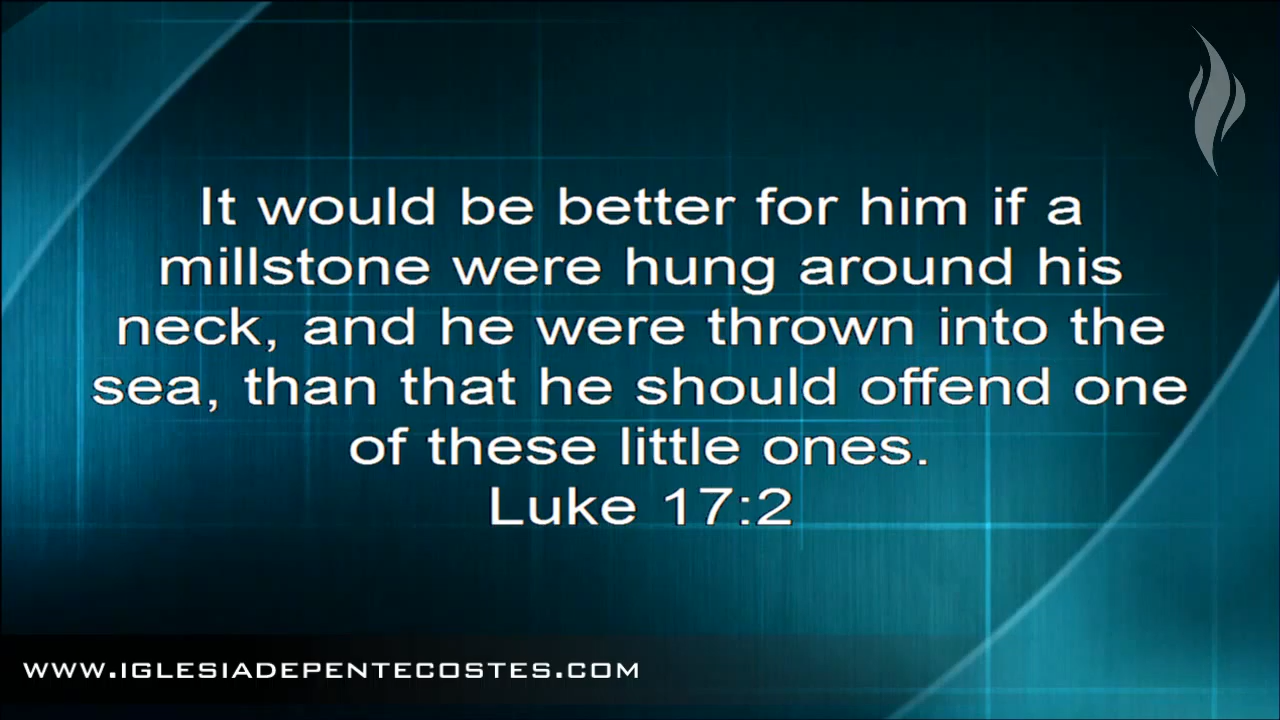 It would be better for him if a
millstone were hung around his
neck, and he were thrown into the
sea, than that he should offend one
of these little ones.
Luke 17:2
WWW.IGLESIADEPENTECOSTES.COM